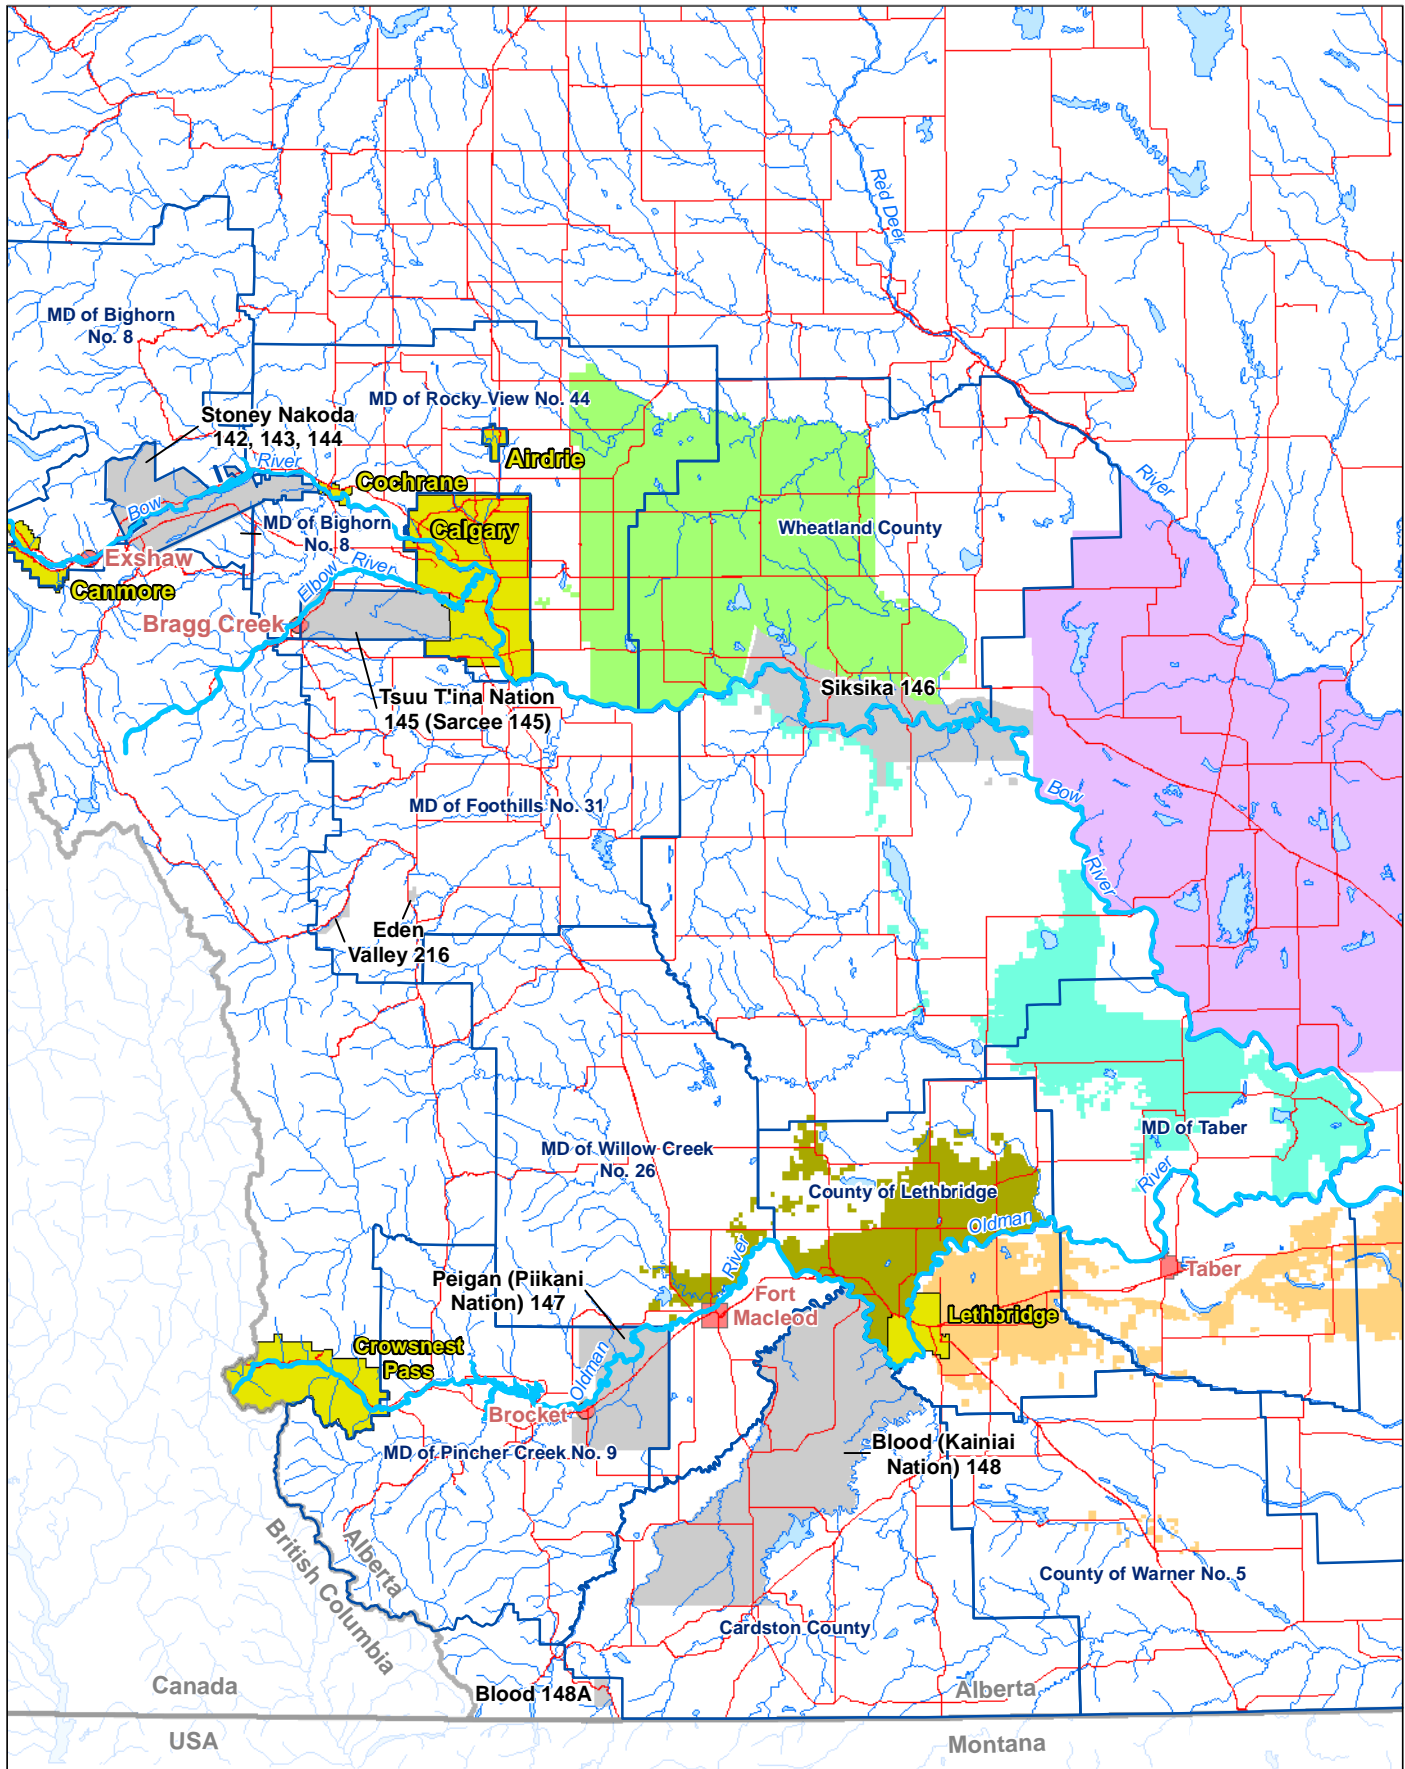 Red Deer
MD of Bighorn
No. 8
MD of Rocky View No. 44
Stoney Nakoda
142, 143, 144
River
Airdrie
Cochrane
River
Bow
MD of Bighorn
No. 8
Calgary
Wheatland County
Exshaw
Elbow
River
Canmore
Bragg Creek
Siksika 146
Tsuu T'ina Nation
145 (Sarcee 145)
Bow
MD of Foothills No. 31
River
Eden
Valley 216
MD of Taber
MD of Willow Creek
No. 26
River
County of Lethbridge
Oldman
River
Peigan (Piikani
Nation) 147
Taber
Fort
Macleod
Lethbridge
Crowsnest
Pass
Oldman
Brocket
MD of Pincher Creek No. 9
Blood (Kainiai
Nation) 148
Alberta
British Columbia
County of Warner No. 5
Cardston County
Canada
Blood 148A
Alberta
USA
Montana